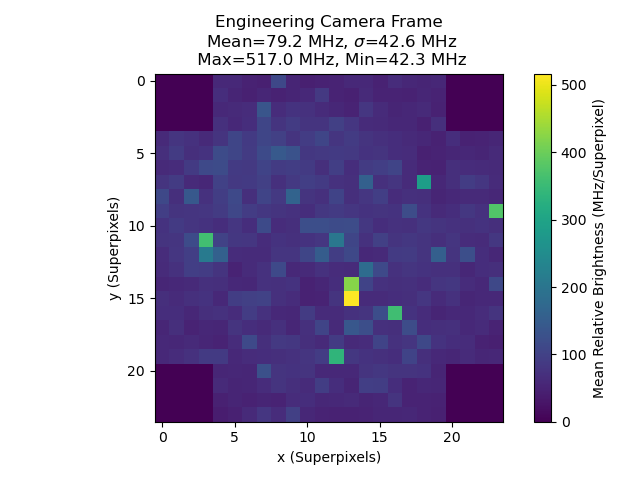 Engineering Camera Frame
Mean=79.2 MHz, σ=42.6 MHz
Max=517.0 MHz, Min=42.3 MHz
0
5
10
15
20
y (Superpixels)
0 5 10 15 20
x (Superpixels)
500
400
300
200
100
0
Mean Relative Brightness (MHz/Superpixel)